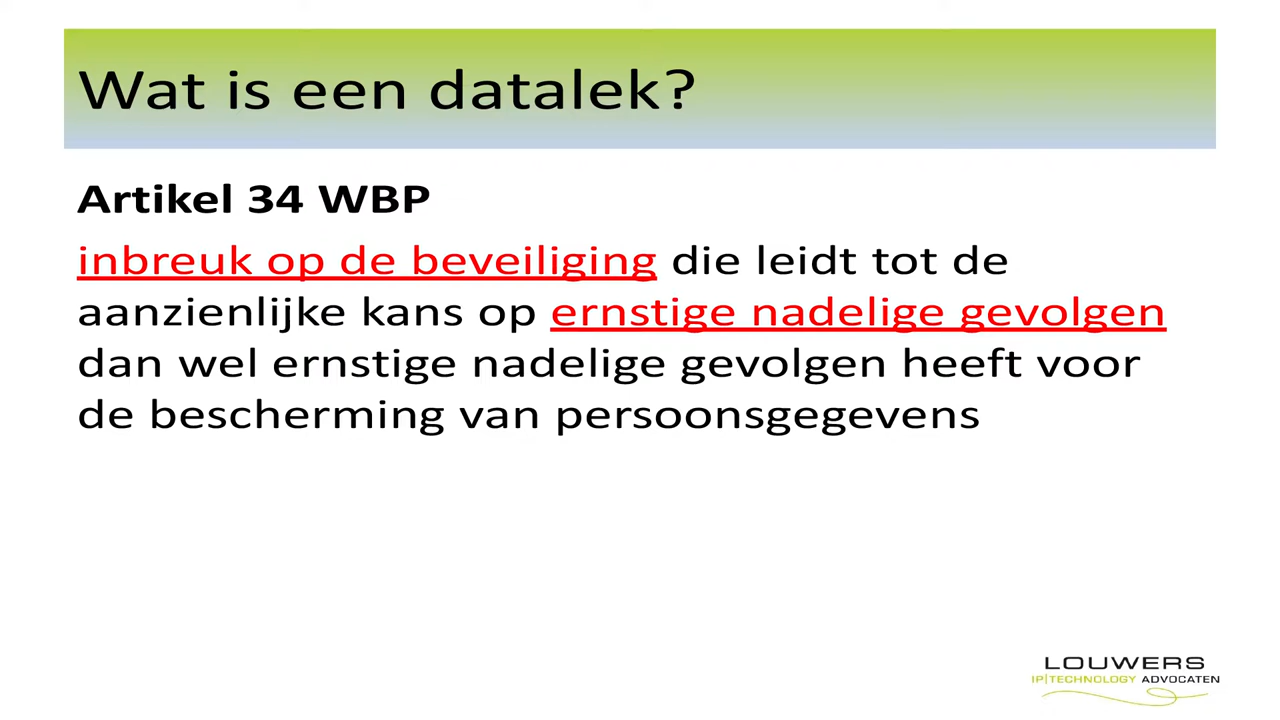 Wat is een datalek?
Artikel 34 WBP
inbreuk op de beveiliging die leidt tot de
aanzienlijke kans op ernstige nadelige gevolgen
dan wel ernstige nadelige gevolgen heeft voor
de bescherming van persoonsgegevens
LOUWERS
IP|TECHNOLOGY ADVOCATEN